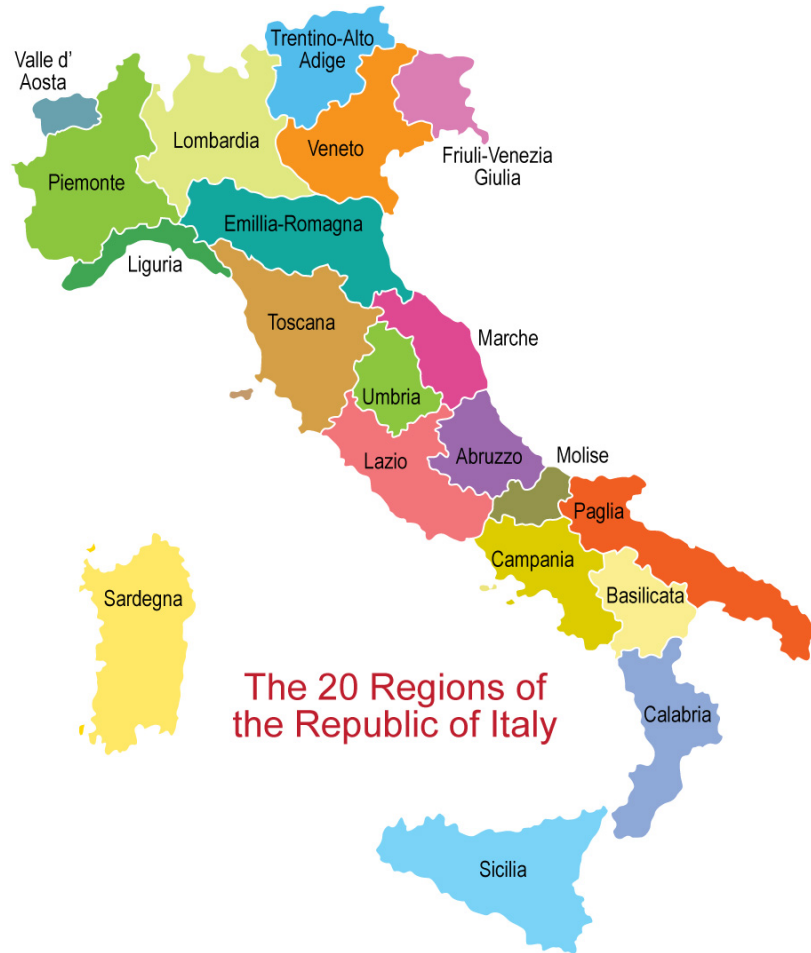 Trentino-Alto
Adige
Valle d'
Aosta
Lombardia
Veneto
Friuli-Venezia
Giulia
Piemonte
Emillia-Romagna
Liguria
Toscana
Marche
Umbria
Lazio
Abruzzo
Molise
Paglia
Campania
Basilicata
Sardegna
The 20 Regions of
the Republic of Italy
Calabria
Sicilia